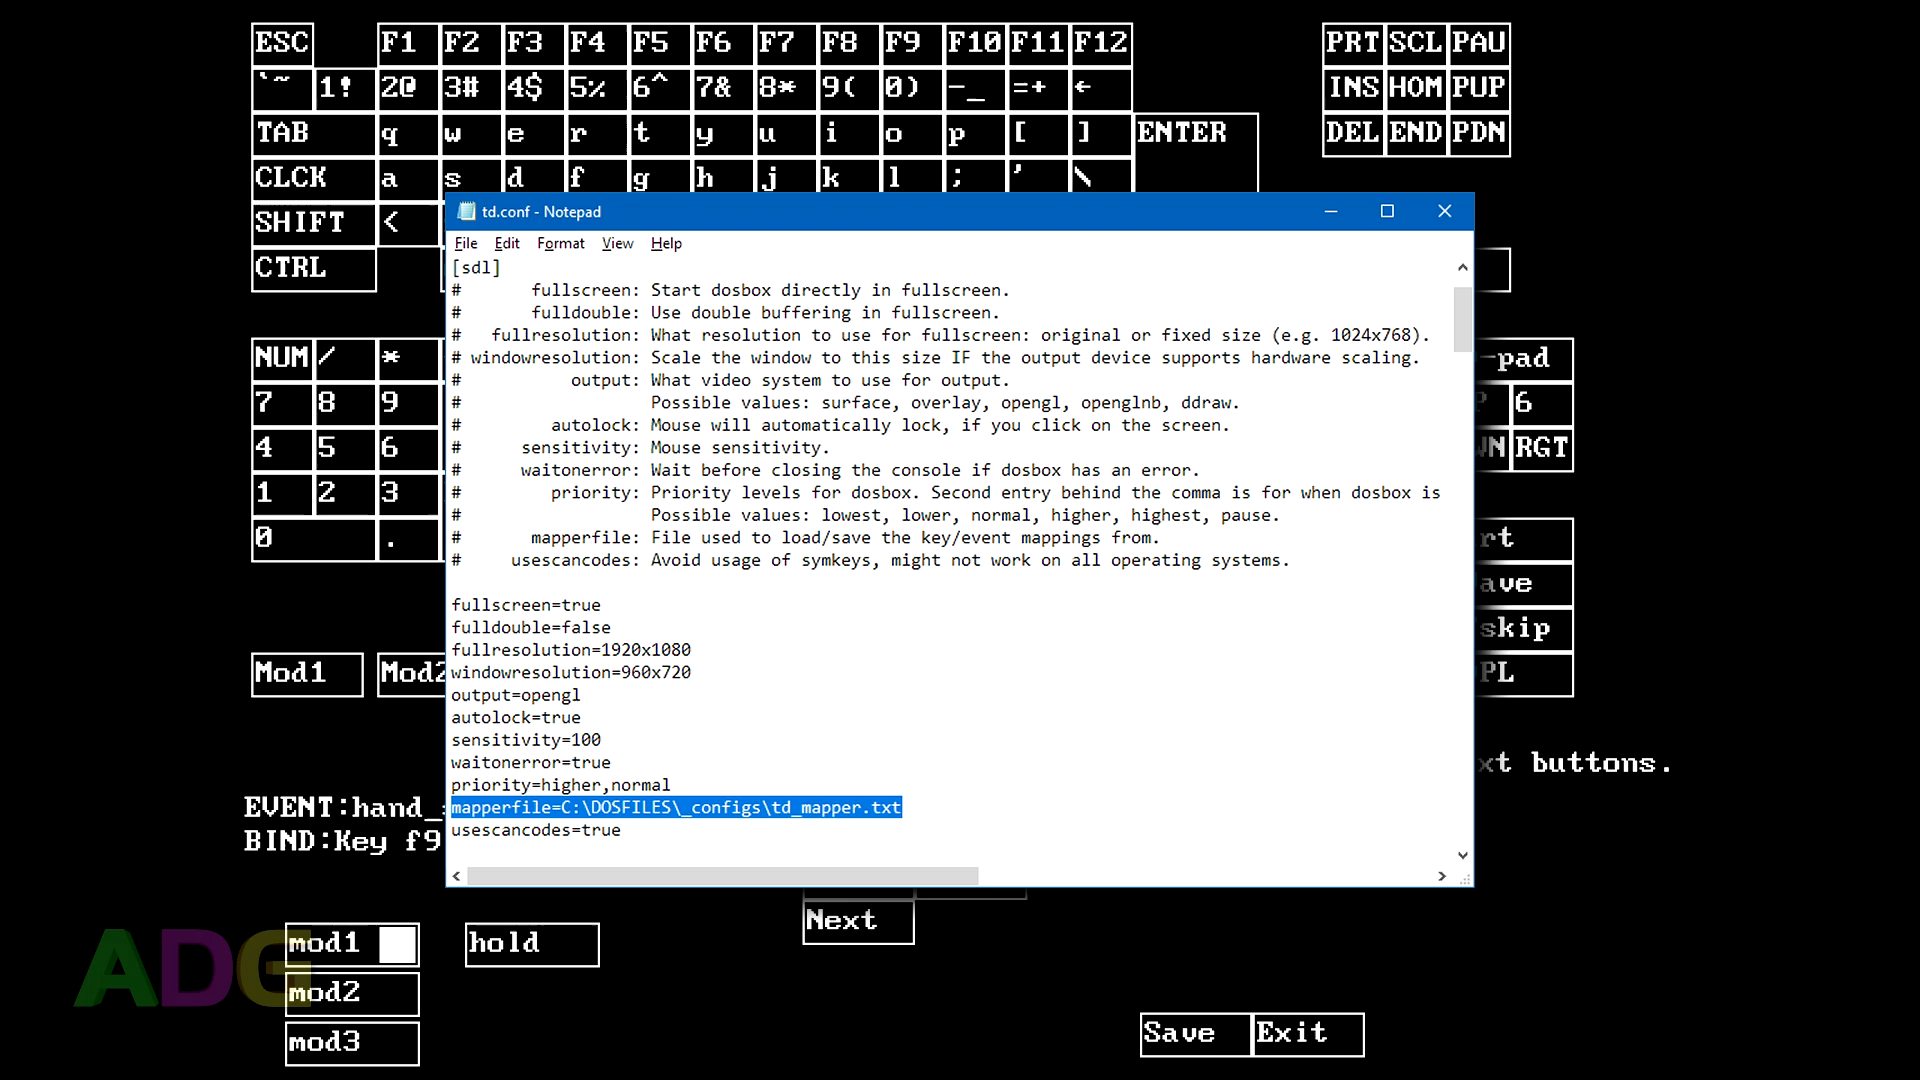 ESC F1 F2 F3 F4 F5 F6 F7 F8 F9 F10 F11 F12 PRT SCL PAU
`~ 1! 2@ 3# 4$ 5% 6^ 7& 8* 9( 0) -_ =+ ← INS HOM PUP
TAB q w e r t y u i o p [ ] ENTER DEL END PDN
CLCK a s d f g h j k l ; ' \
SHIFT <
CTRL
td.conf - Notepad
File Edit Format View Help
[sdl]
# fullscreen: Start dosbox directly in fullscreen.
# fulldouble: Use double buffering in fullscreen.
# fullresolution: What resolution to use for fullscreen: original or fixed size (e.g. 1024x768).
# windowresolution: Scale the window to this size IF the output device supports hardware scaling.
# output: What video system to use for output.
# Possible values: surface, overlay, opengl, openglnb, ddraw.
# autolock: Mouse will automatically lock, if you click on the screen.
# sensitivity: Mouse sensitivity.
# waitonerror: Wait before closing the console if dosbox has an error.
# priority: Priority levels for dosbox. Second entry behind the comma is for when dosbox is
# Possible values: lowest, lower, normal, higher, highest, pause.
# mapperfile: File used to load/save the key/event mappings from.
# usescancodes: Avoid usage of symkeys, might not work on all operating systems.
fullscreen=true
fulldouble=false
fullresolution=1920x1080
windowresolution=960x720
output=opengl
autolock=true
sensitivity=100
waitonerror=true
priority=higher,normal
mapperfile=C:\DOSFILES\_configs\td_mapper.txt
usescancodes=true
NUM / * -pad
7 8 9 6
4 5 6 RGT
1 2 3
0 .
rt
ave
skip
PL
Mod1 Mod2
xt buttons.
EVENT:hand_
BIND:Key f9
Next
mod1 hold
mod2
mod3
ADG
Save Exit